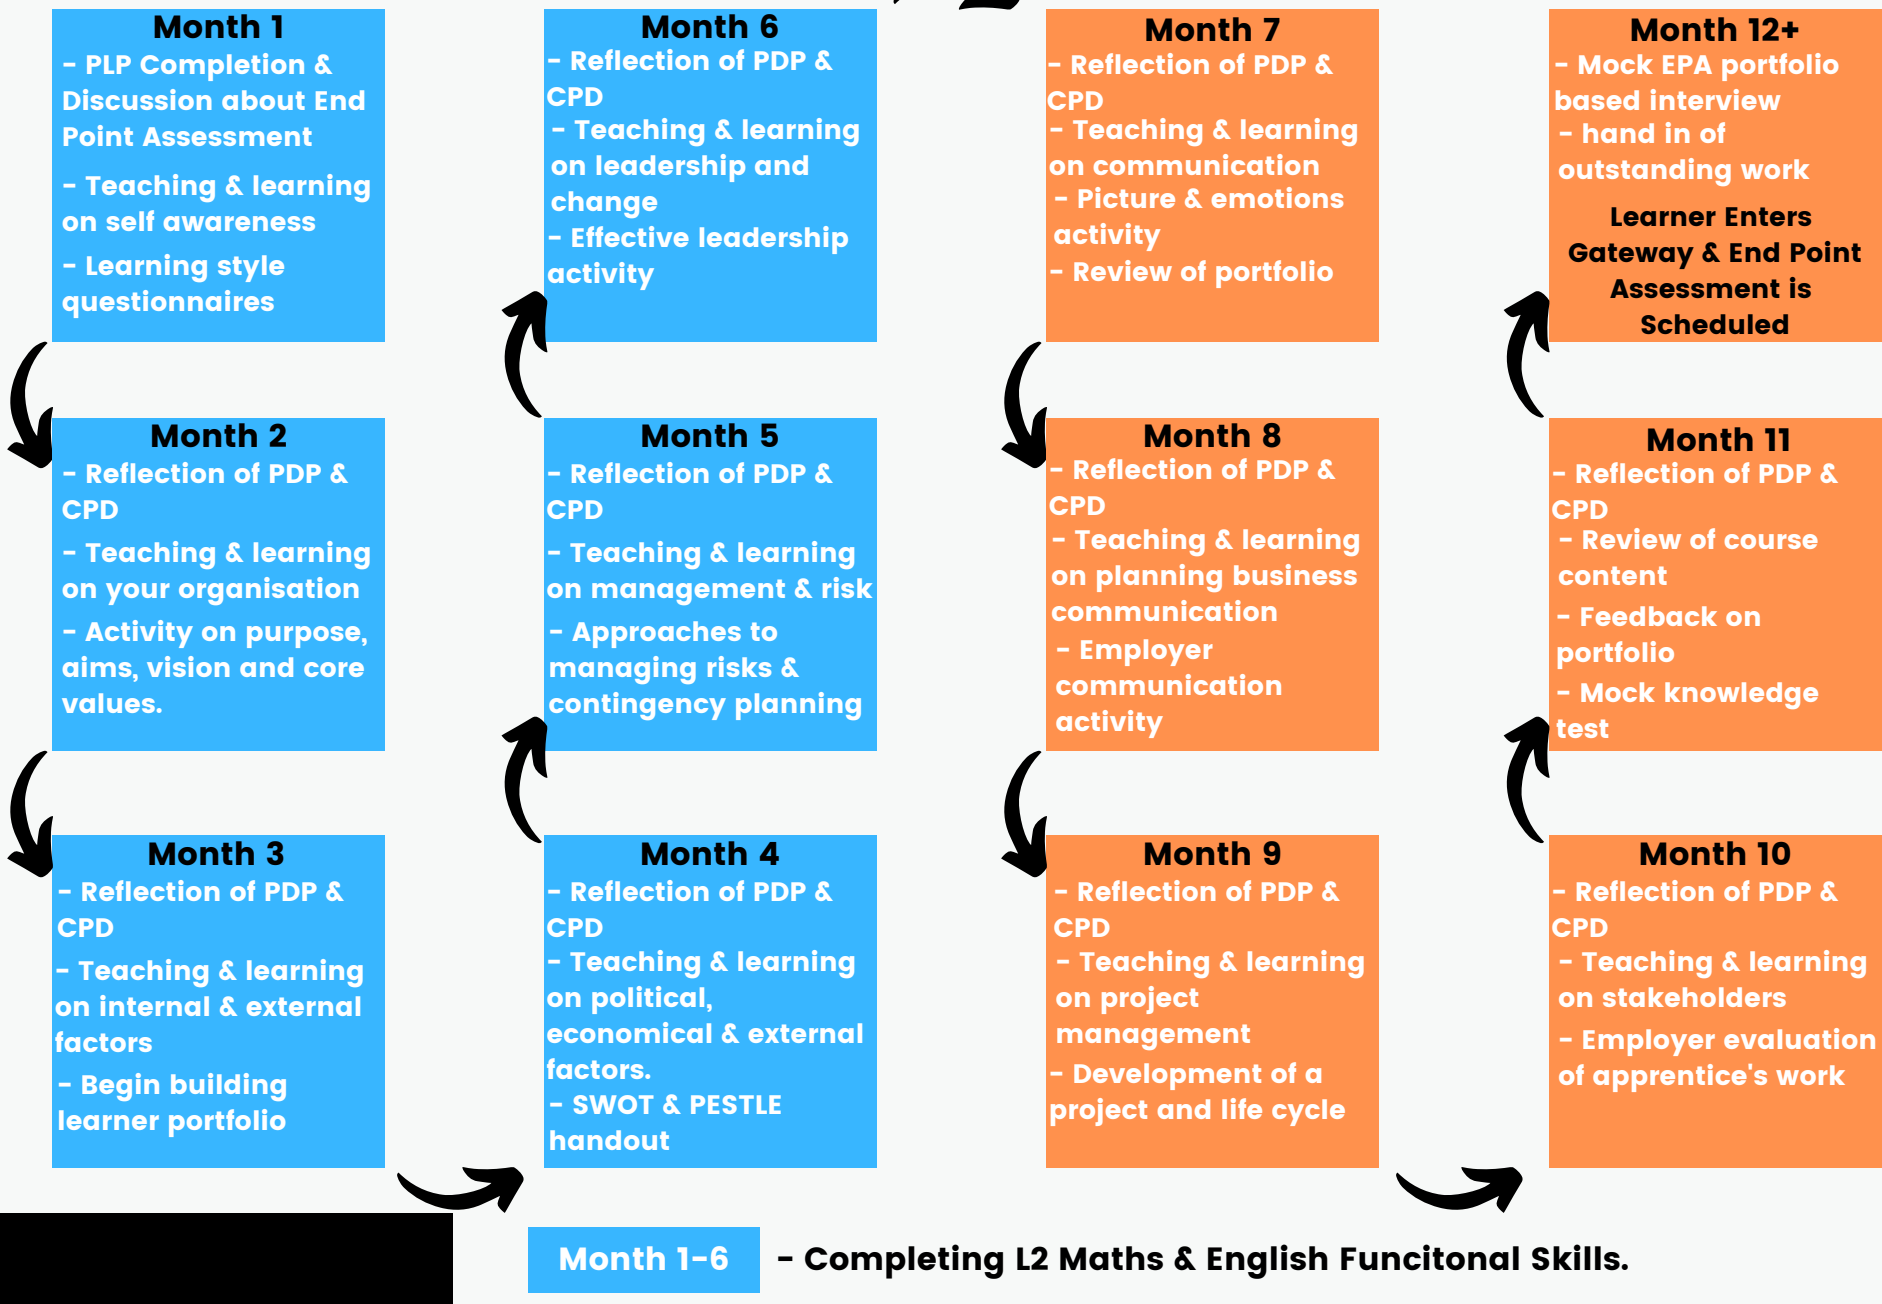 Month 1
- PLP Completion &
Discussion about End
Point Assessment
- Teaching & learning
on self awareness
- Learning style
questionnaires
Month 2
- Reflection of PDP &
CPD
- Teaching & learning
on your organisation
- Activity on purpose,
aims, vision and core
values.
Month 3
- Reflection of PDP &
CPD
- Teaching & learning
on internal & external
factors
- Begin building
learner portfolio
Month 4
- Reflection of PDP &
CPD
- Teaching & learning
on political,
economical & external
factors.
- SWOT & PESTLE
handout
Month 5
- Reflection of PDP &
CPD
- Teaching & learning
on management & risk
- Approaches to
managing risks &
contingency planning
Month 6
- Reflection of PDP &
CPD
- Teaching & learning
on leadership and
change
- Effective leadership
activity
Month 7
- Reflection of PDP &
CPD
- Teaching & learning
on communication
- Picture & emotions
activity
- Review of portfolio
Month 8
- Reflection of PDP &
CPD
- Teaching & learning
on planning business
communication
- Employer
communication
activity
Month 9
- Reflection of PDP &
CPD
- Teaching & learning
on project
management
- Development of a
project and life cycle
Month 10
- Reflection of PDP &
CPD
- Teaching & learning
on stakeholders
- Employer evaluation
of apprentice's work
Month 11
- Reflection of PDP &
CPD
- Review of course
content
- Feedback on
portfolio
- Mock knowledge
test
Month 12+
- Mock EPA portfolio
based interview
- hand in of
outstanding work
Learner Enters
Gateway & End Point
Assessment is
Scheduled
Month 1-6 - Completing L2 Maths & English Funcitonal Skills.